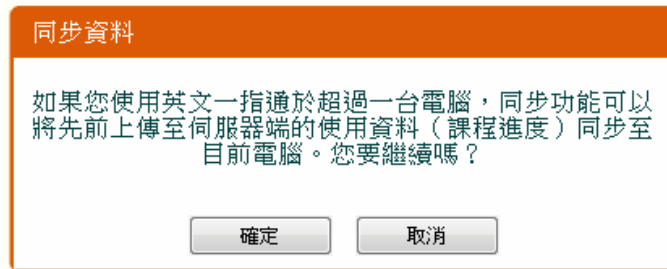 同步資料
如果您使用英文一指通於超過一台電腦，同步功能可以
將先前上傳至伺服器端的使用資料（課程進度）同步至
目前電腦。您要繼續嗎？
確定
取消